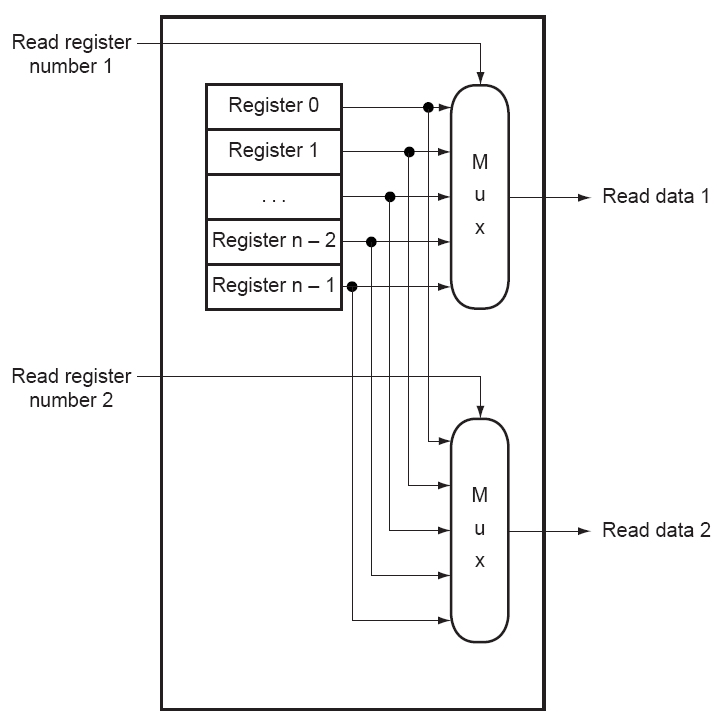 Read register
number 1
Register 0
Register 1
. . .
Register n – 2
Register n – 1
M
u
x
Read data 1
Read register
number 2
M
u
x
Read data 2